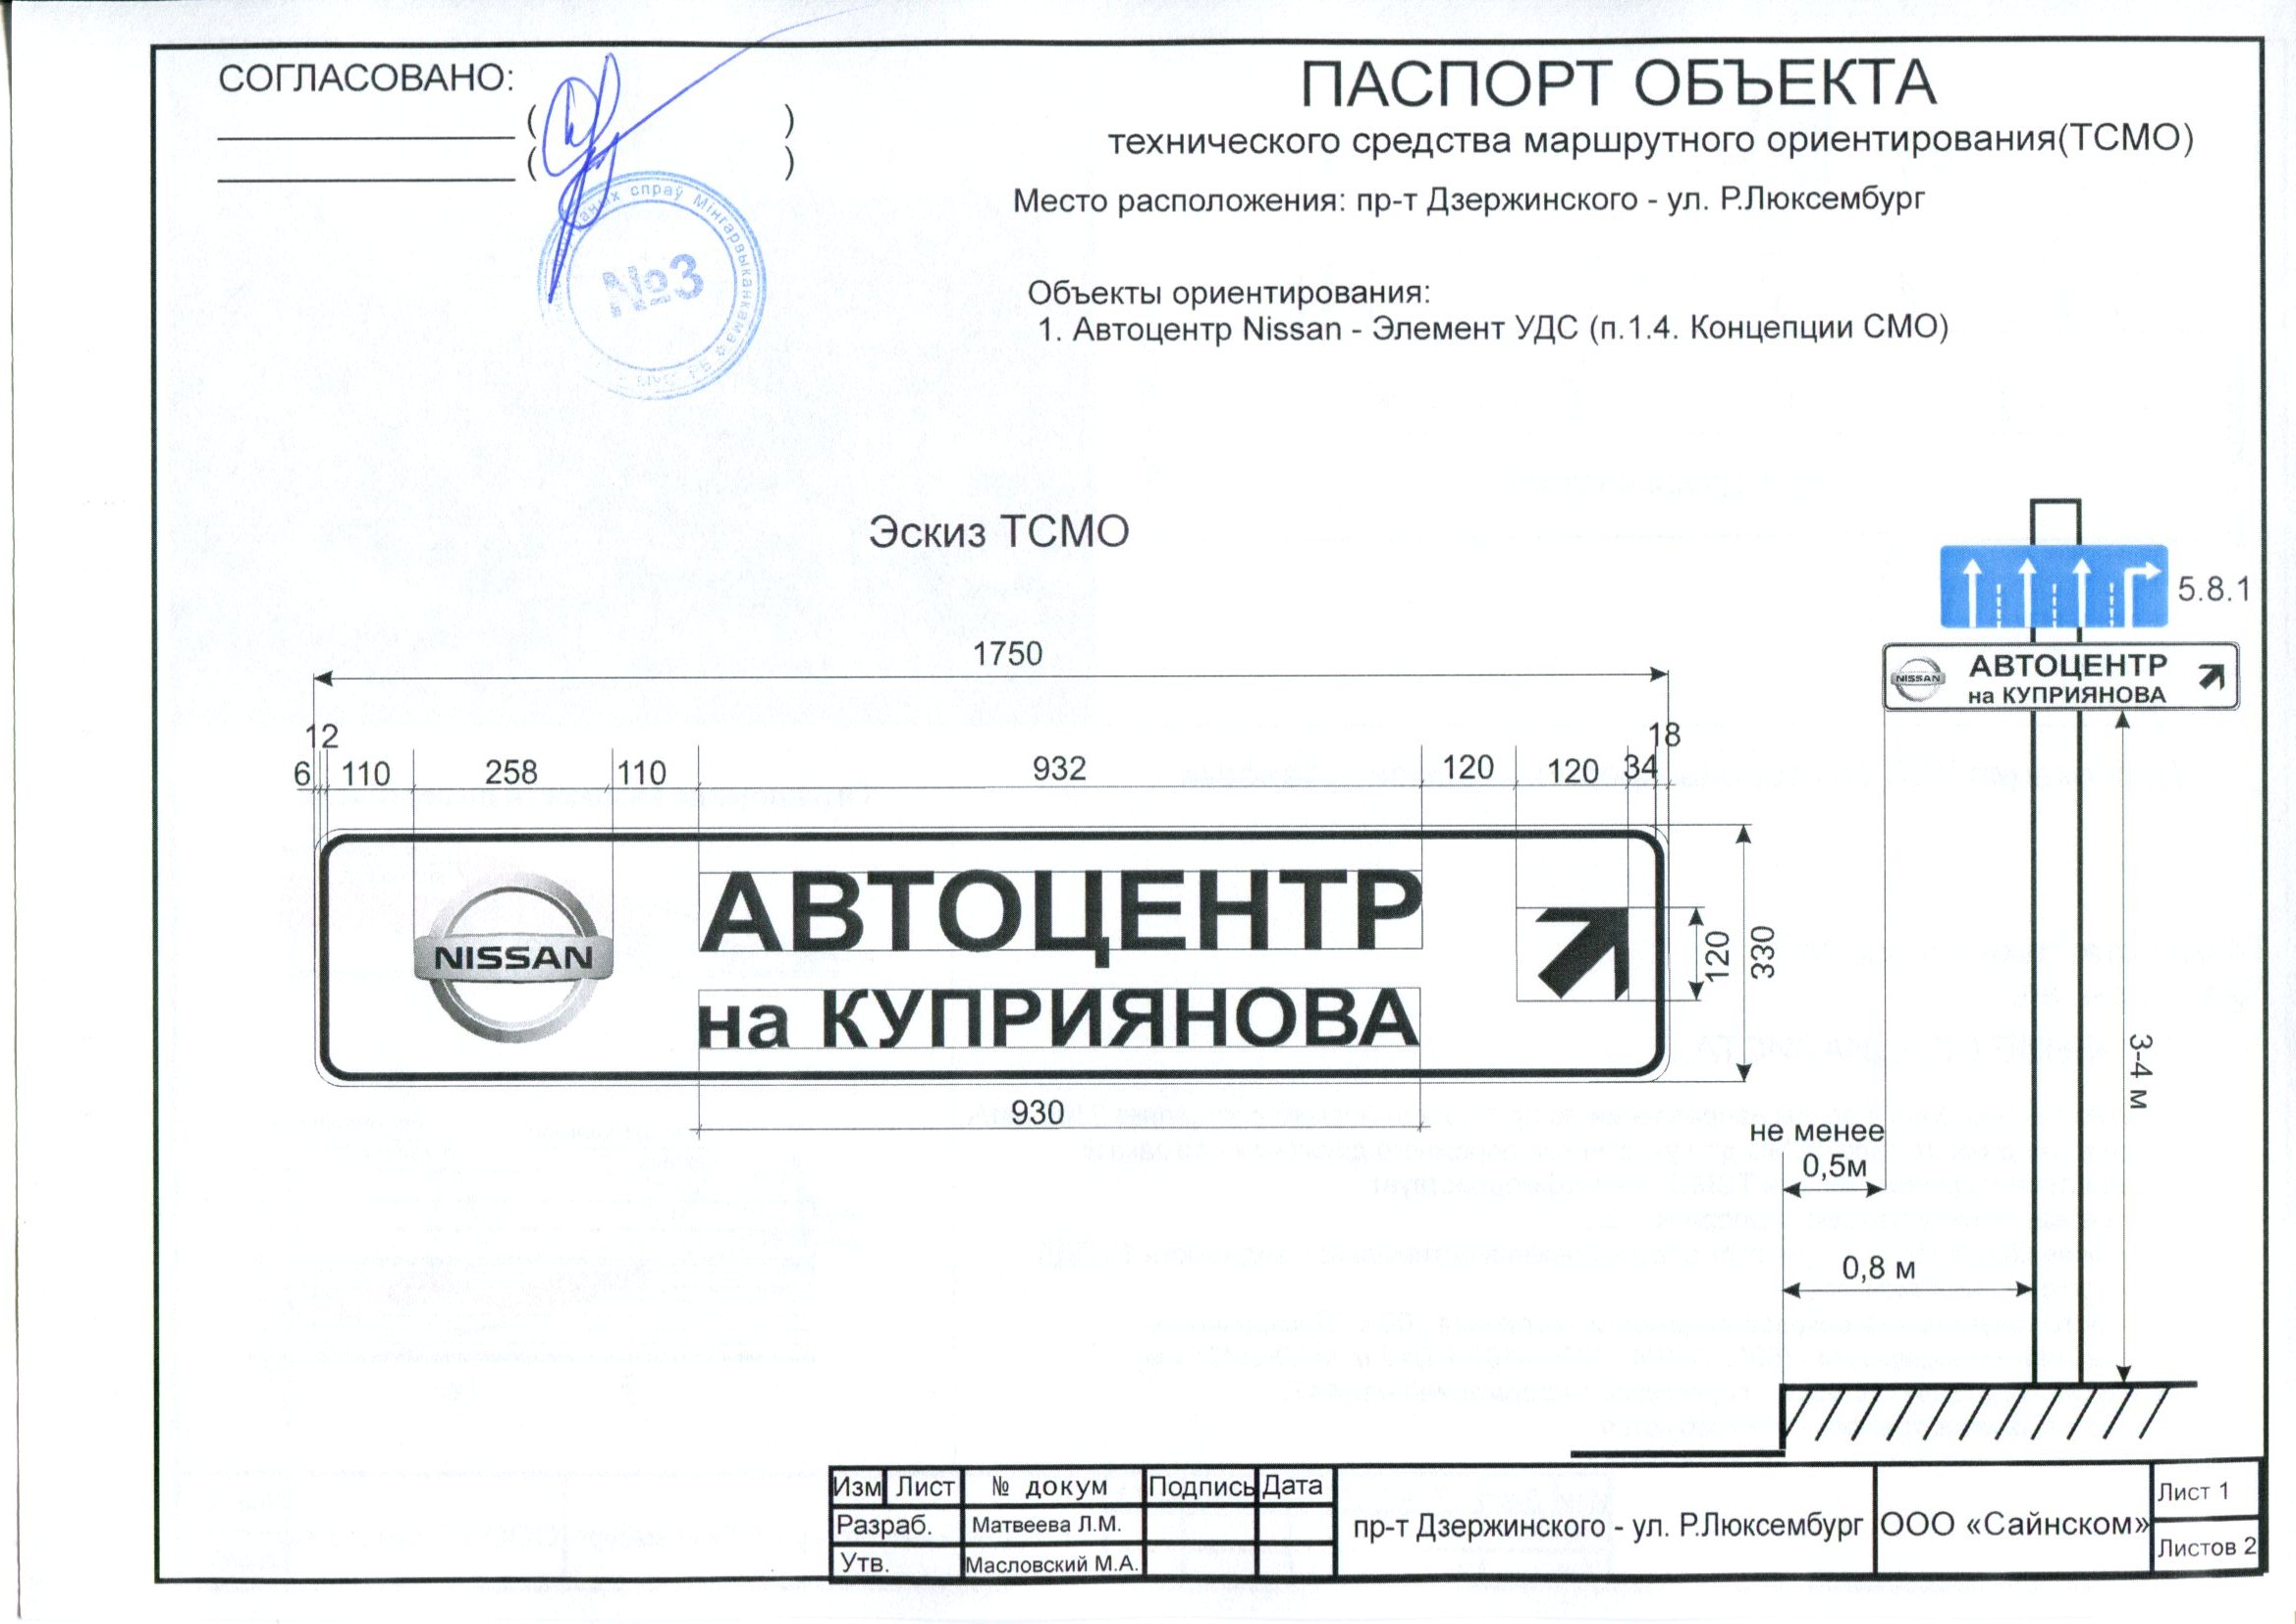 СОГЛАСОВАНО:
( )
( )
спраў Мінгарвыканкама
№3
ПАСПОРТ ОБЪЕКТА
технического средства маршрутного ориентирования(ТСМО)
Место расположения: пр-т Дзержинского - ул. Р.Люксембург
Объекты ориентирования:
1. Автоцентр Nissan - Элемент УДС (п.1.4. Концепции СМО)
Эскиз ТСМО
5.8.1
NISSAN АВТОЦЕНТР
на КУПРИЯНОВА
1750
12 18
6 110 258 110 932 120 120 34
NISSAN
АВТОЦЕНТР
на КУПРИЯНОВА
120
330
930
3-4 м
не менее
0,5м
0,8 м
Изм Лист № докум Подпись Дата
Разраб. Матвеева Л.М.
Утв. Масловский М.А.
пр-т Дзержинского - ул. Р.Люксембург
ООО «Сайнском»
Лист 1
Листов 2